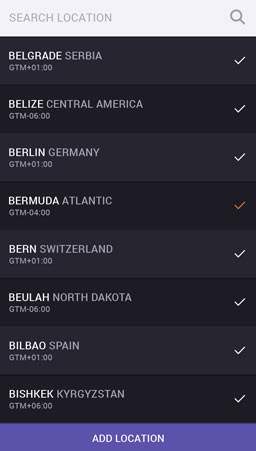 SEARCH LOCATION
BELGRADE SERBIA
GTM+01:00
BELIZE CENTRAL AMERICA
GTM-06:00
BERLIN GERMANY
GTM+01:00
BERMUDA ATLANTIC
GTM-04:00
BERN SWITZERLAND
GTM+01:00
BEULAH NORTH DAKOTA
GTM-06:00
BILBAO SPAIN
GTM+01:00
BISHKEK KYRGYZSTAN
GTM+06:00
ADD LOCATION